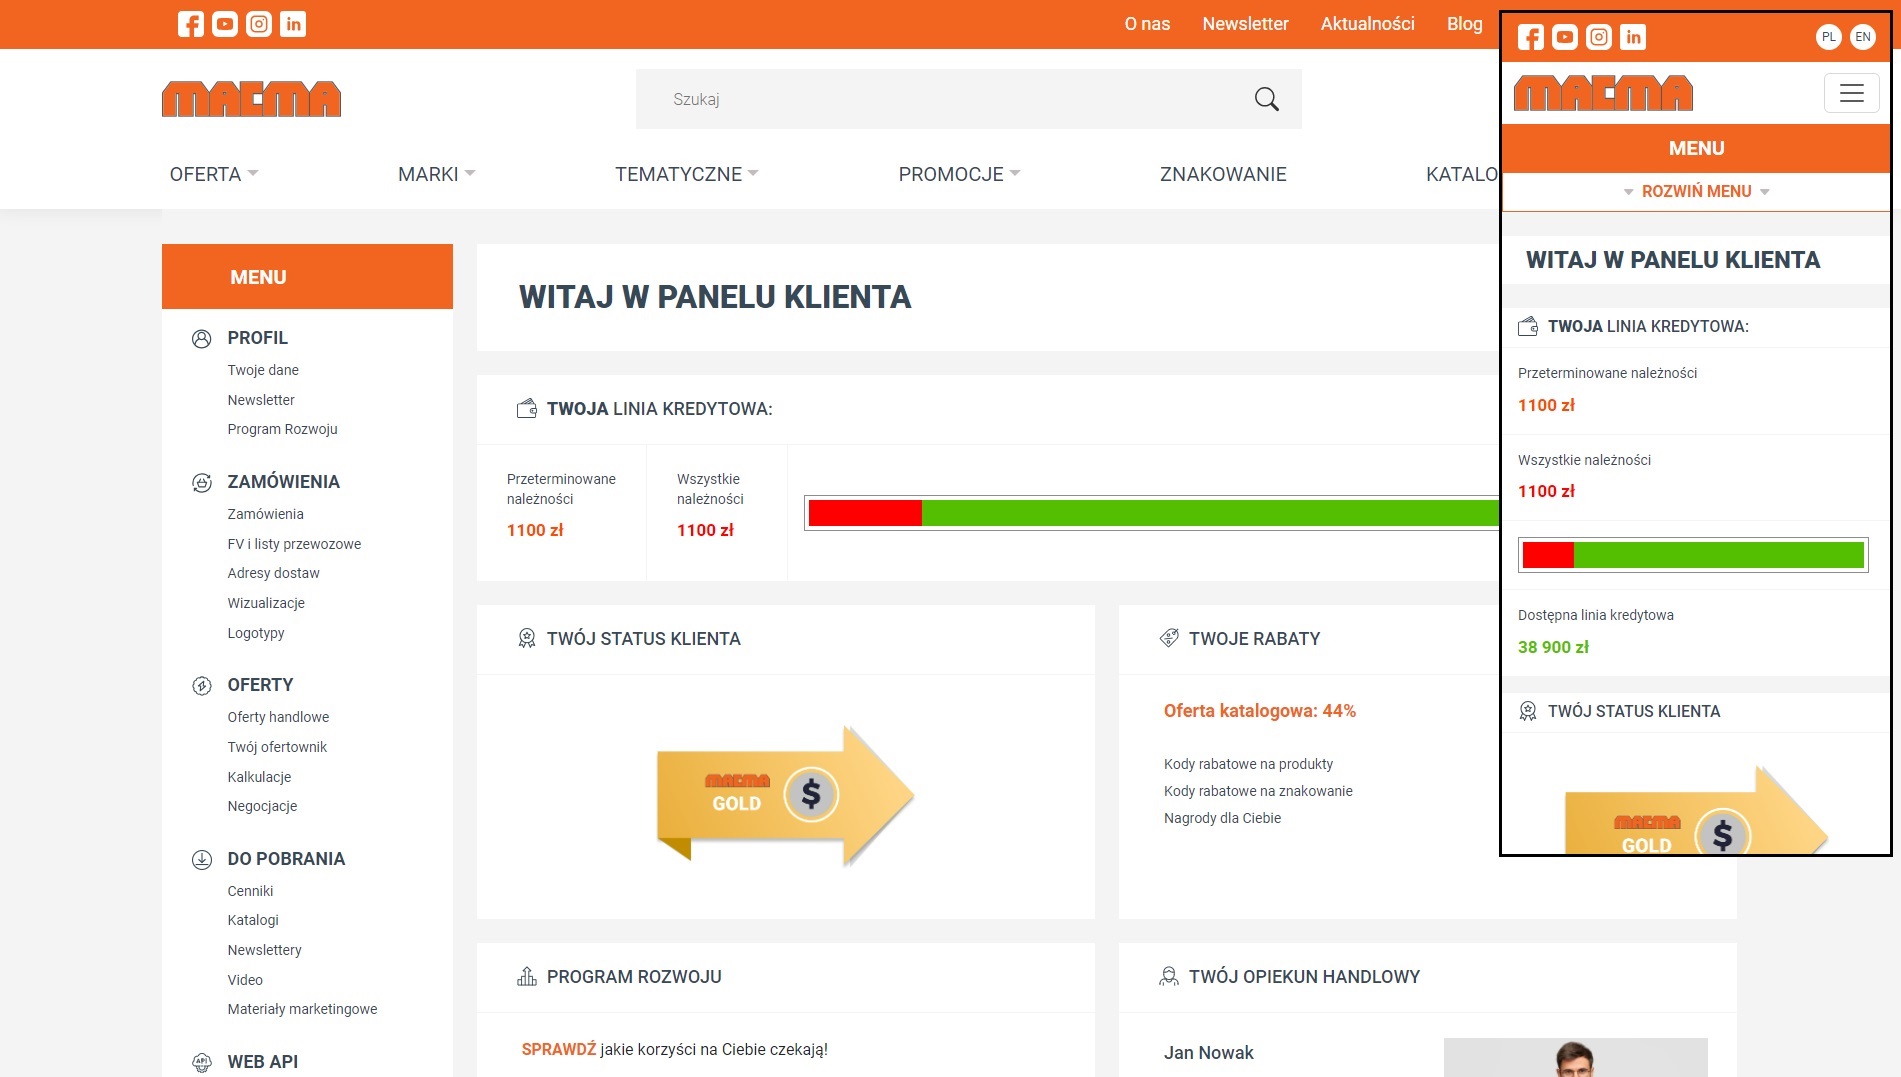 O nas Newsletter Aktualności Blog
MACMA
Szukaj
OFERTA MARKI TEMATYCZNE PROMOCJE ZNAKOWANIE KATALO
MENU
PROFIL
Twoje dane
Newsletter
Program Rozwoju
ZAMÓWIENIA
Zamówienia
FV i listy przewozowe
Adresy dostaw
Wizualizacje
Logotypy
OFERTY
Oferty handlowe
Twój ofertownik
Kalkulacje
Negocjacje
DO POBRANIA
Cenniki
Katalogi
Newslettery
Video
Materiały marketingowe
API
WEB API
WITAJ W PANELU KLIENTA
TWOJA LINIA KREDYTOWA:
Przeterminowane
należności
1100 zł
Wszystkie
należności
1100 zł
TWÓJ STATUS KLIENTA
MACMA
GOLD
$
TWOJE RABATY
Oferta katalogowa: 44%
Kody rabatowe na produkty
Kody rabatowe na znakowanie
Nagrody dla Ciebie
PROGRAM ROZWOJU
SPRAWDŹ jakie korzyści na Ciebie czekają!
TWÓJ OPIEKUN HANDLOWY
Jan Nowak
PL EN
MACMA
MENU
ROZWIŃ MENU
WITAJ W PANELU KLIENTA
TWOJA LINIA KREDYTOWA:
Przeterminowane należności
1100 zł
Wszystkie należności
1100 zł
Dostępna linia kredytowa
38 900 zł
TWÓJ STATUS KLIENTA
MACMA
GOLD
$